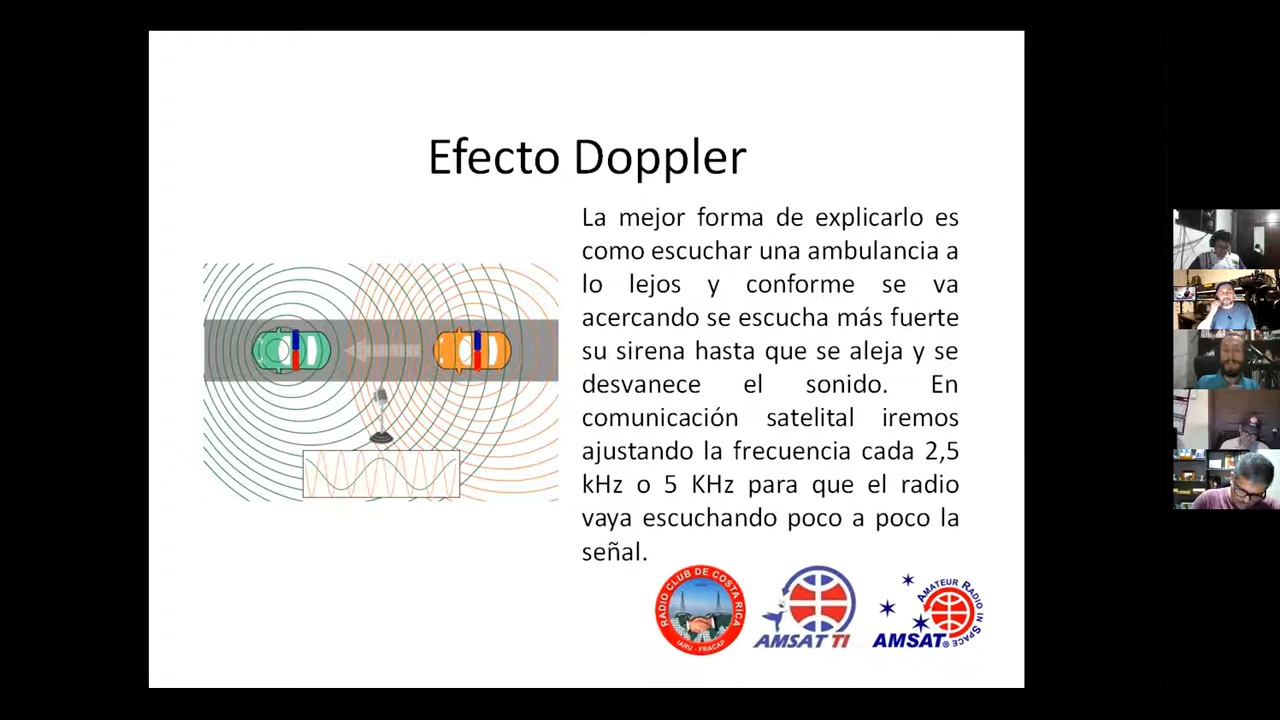 Efecto Doppler
La mejor forma de explicarlo es
como escuchar una ambulancia a
lo lejos y conforme se va
acercando se escucha más fuerte
su sirena hasta que se aleja y se
desvanece el sonido. En
comunicación satelital iremos
ajustando la frecuencia cada 2,5
kHz o 5 KHz para que el radio
vaya escuchando poco a poco la
señal.
RADIO CLUB DE COSTA RICA
IARU - FRACAP
AMSAT TI
AMATEUR RADIO IN SPACE
AMSAT®